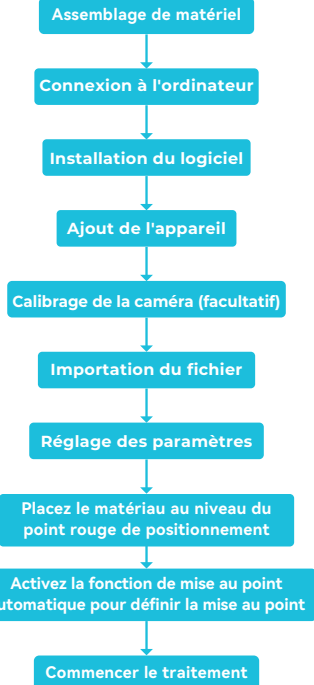 Assemblage de matériel
Connexion à l'ordinateur
Installation du logiciel
Ajout de l'appareil
Calibrage de la caméra (facultatif)
Importation du fichier
Réglage des paramètres
Placez le matériau au niveau du
point rouge de positionnement
Activez la fonction de mise au point
utomatique pour définir la mise au point
Commencer le traitement